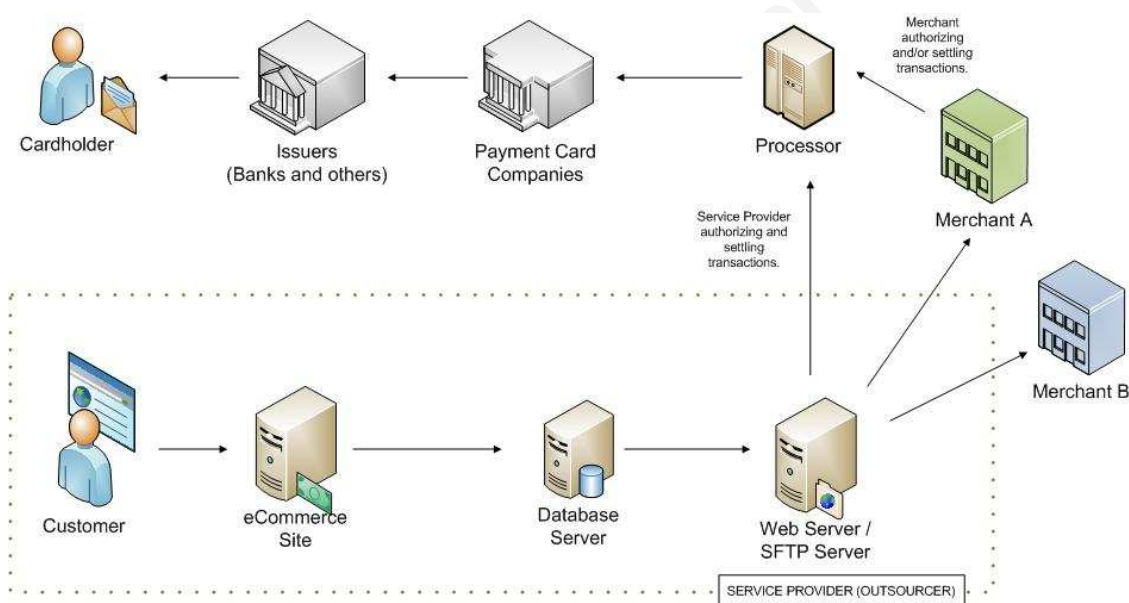 Merchant
authorizing
and/or settling
transactions.
Cardholder
Issuers
(Banks and others)
Payment Card
Companies
Processor
Merchant A
Service Provider
authorizing and
settling
transactions.
Merchant B
Customer
eCommerce
Site
Database
Server
Web Server /
SFTP Server
SERVICE PROVIDER (OUTSOURCER)